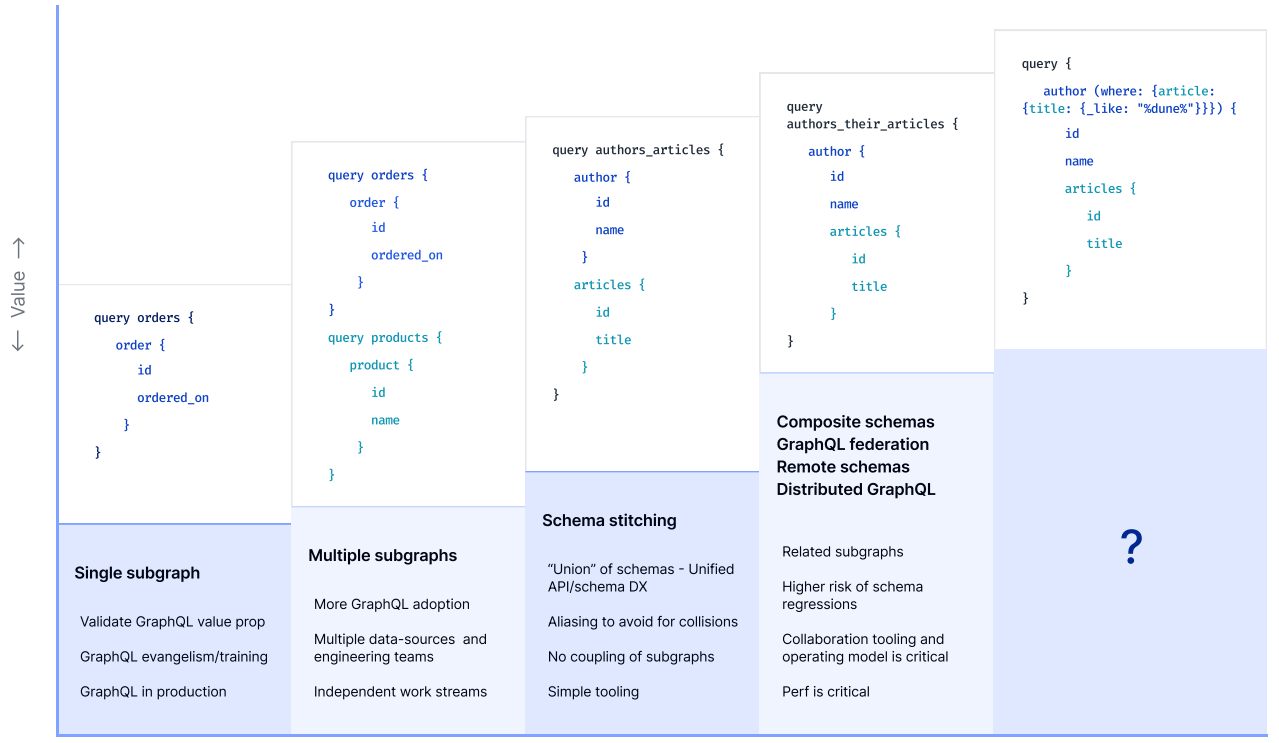 ← Value →
query orders {
order {
id
ordered_on
}
}
Single subgraph
Validate GraphQL value prop
GraphQL evangelism/training
GraphQL in production
query orders {
order {
id
ordered_on
}
}
query products {
product {
id
name
}
}
Multiple subgraphs
More GraphQL adoption
Multiple data-sources and
engineering teams
Independent work streams
query authors_articles {
author {
id
name
}
articles {
id
title
}
}
Schema stitching
“Union” of schemas - Unified
API/schema DX
Aliasing to avoid for collisions
No coupling of subgraphs
Simple tooling
query
authors_their_articles {
author {
id
name
articles {
id
title
}
}
Composite schemas
GraphQL federation
Remote schemas
Distributed GraphQL
Related subgraphs
Higher risk of schema
regressions
Collaboration tooling and
operating model is critical
Perf is critical
query {
author (where: {article:
{title: {_like: "%dune%"}}}) {
id
name
articles {
id
title
}
}
?